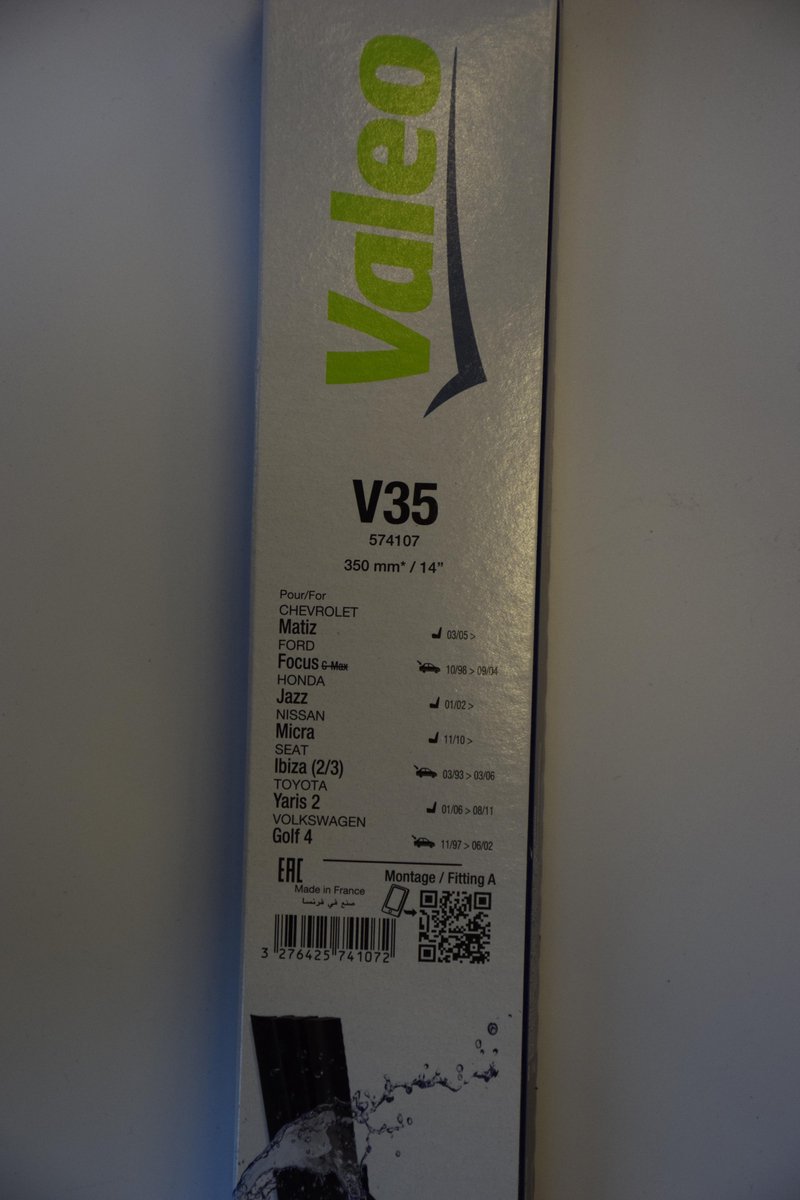 Valeo
V35
574107
350 mm* / 14”
Pour/For
CHEVROLET
Matiz 03/05 >
FORD
Focus C-Max 10/98 > 09/04
HONDA
Jazz 01/02 >
NISSAN
Micra 11/10 >
SEAT
Ibiza (2/3) 03/93 > 03/06
TOYOTA
Yaris 2 01/06 > 08/11
VOLKSWAGEN
Golf 4 11/97 > 06/02
EAC
Made in France
صنع في فرنسا
Montage / Fitting A
3 276425 741072